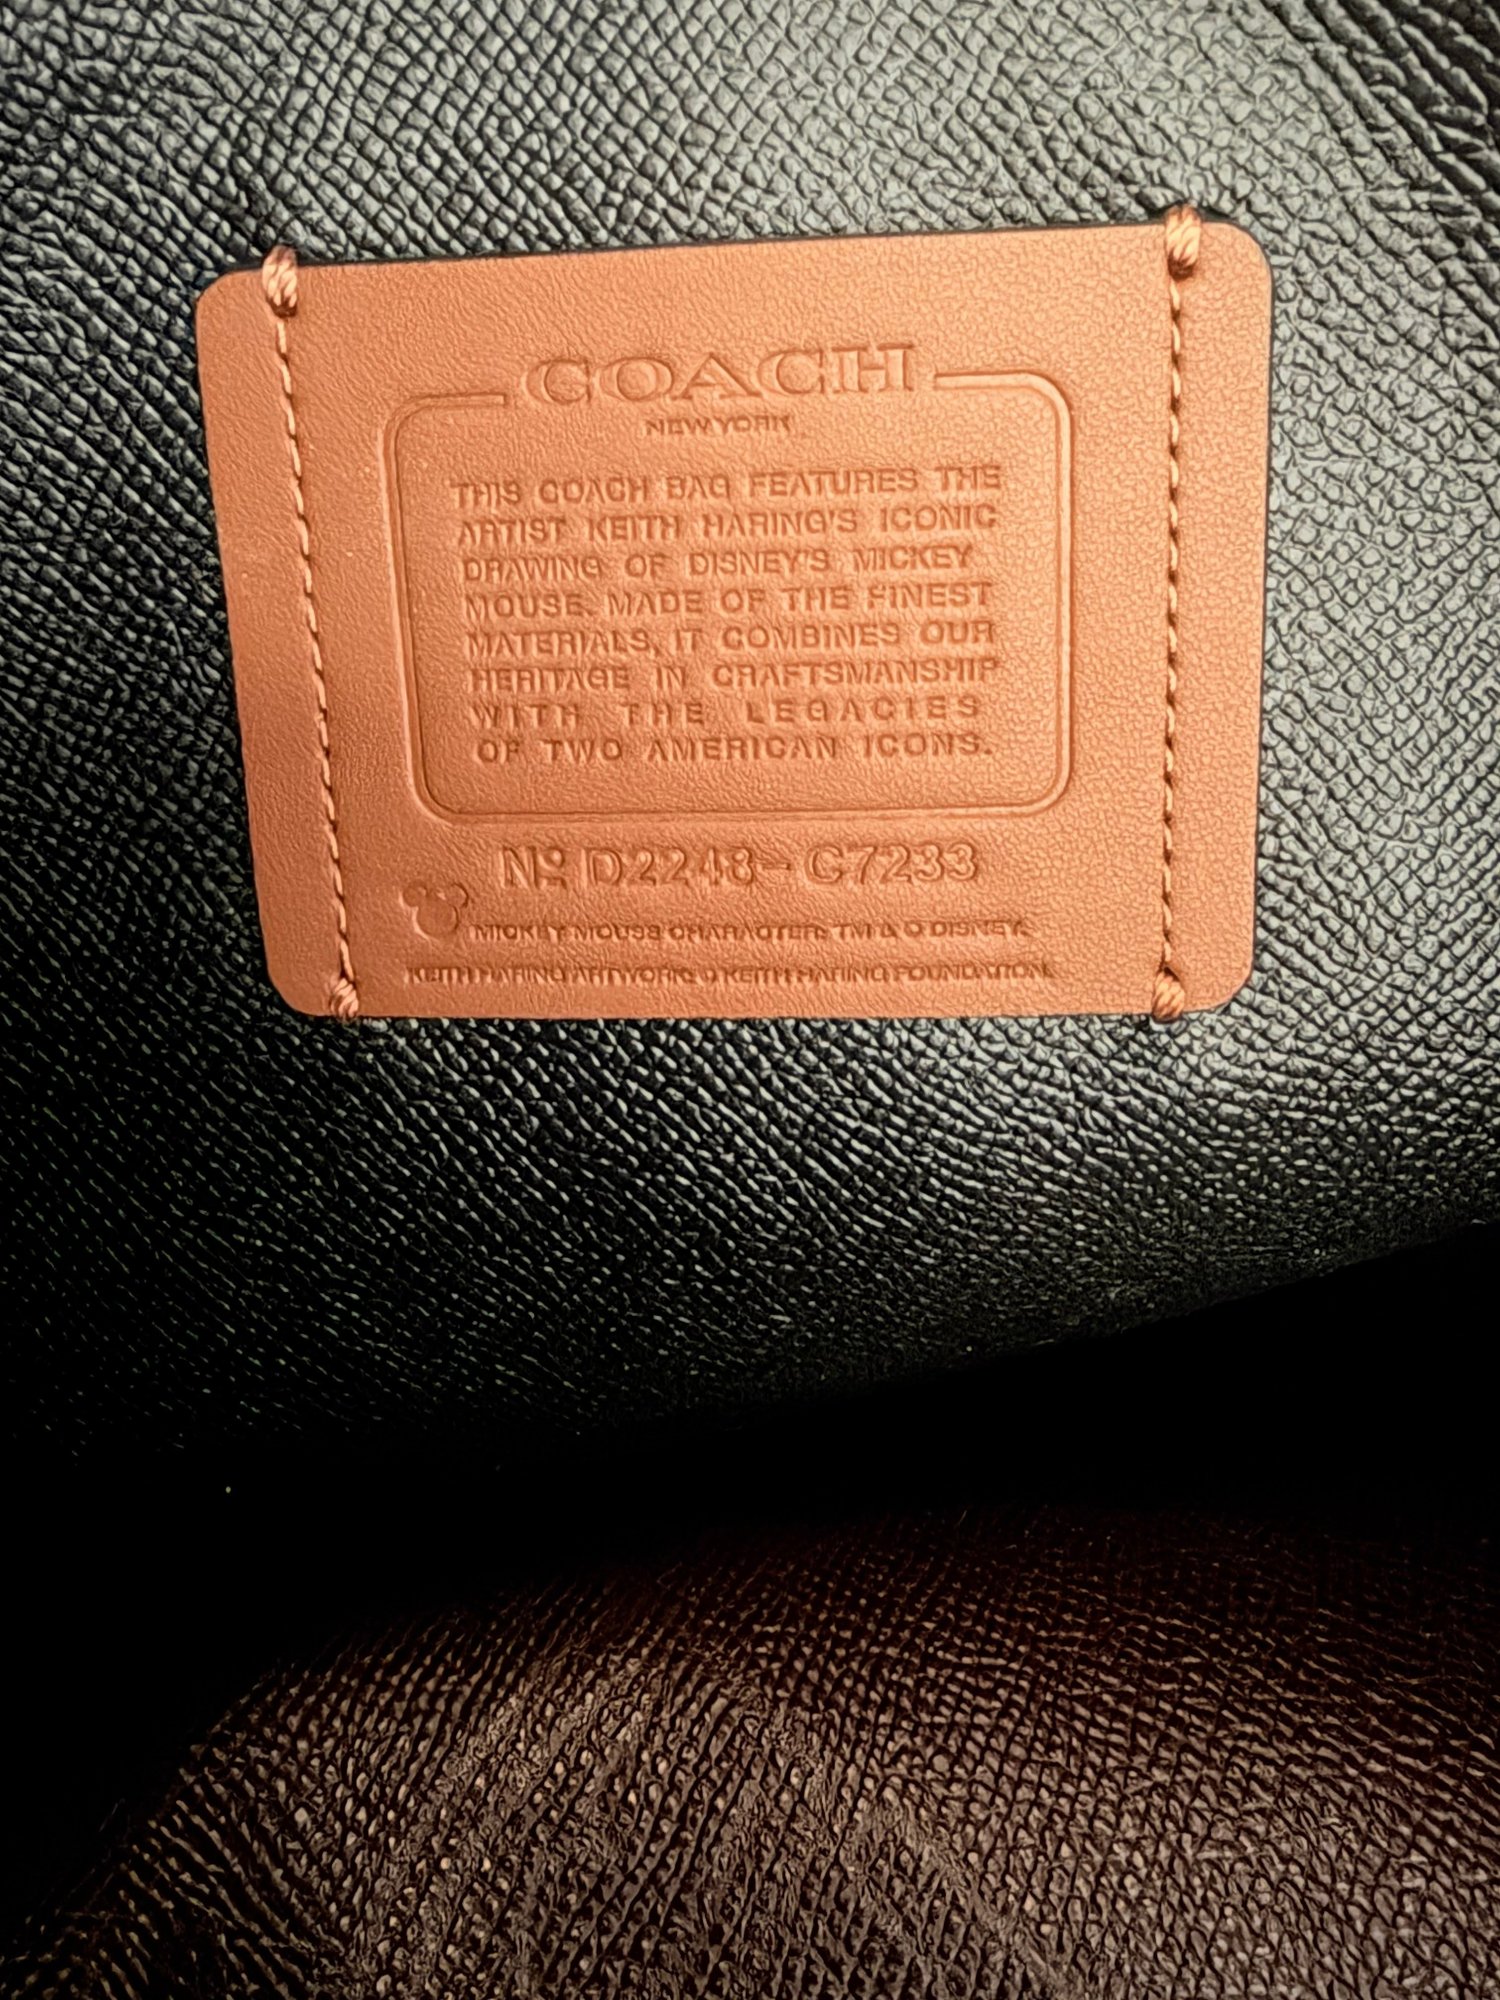 COACH
NEW YORK
THIS COACH BAG FEATURES THE
ARTIST KEITH HARING'S ICONIC
DRAWING OF DISNEY'S MICKEY
MOUSE. MADE OF THE FINEST
MATERIALS, IT COMBINES OUR
HERITAGE IN CRAFTSMANSHIP
WITH THE LEGACIES
OF TWO AMERICAN ICONS.
Nº D2248-C7233
MICKEY MOUSE CHARACTER: TM & © DISNEY.
KEITH HARING ARTWORK: © KEITH HARING FOUNDATION.